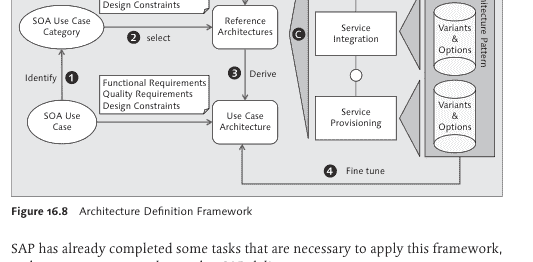 Design Constraints
SOA Use Case
Category
2 select
Reference
Architectures
C
Service
Integration
Variants
&
Options
Identify 1
3 Derive
Functional Requirements
Quality Requirements
Design Constraints
SOA Use
Case
Use Case
Architecture
Service
Provisioning
Variants
&
Options
4 Fine tune
Figure 16.8 Architecture Definition Framework
SAP has already completed some tasks that are necessary to apply this framework,